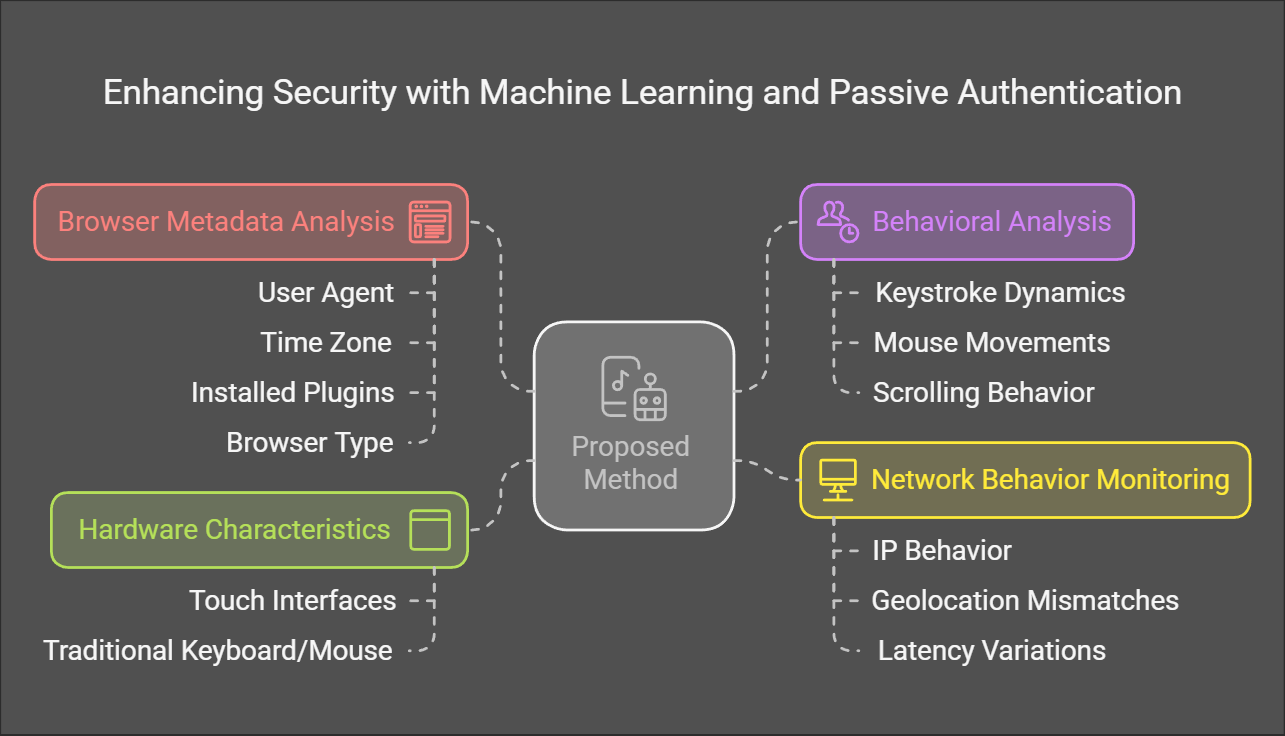 Enhancing Security with Machine Learning and Passive Authentication
Browser Metadata Analysis
User Agent
Time Zone
Installed Plugins
Browser Type
Hardware Characteristics
Touch Interfaces
Traditional Keyboard/Mouse
Proposed
Method
Behavioral Analysis
Keystroke Dynamics
Mouse Movements
Scrolling Behavior
Network Behavior Monitoring
IP Behavior
Geolocation Mismatches
Latency Variations